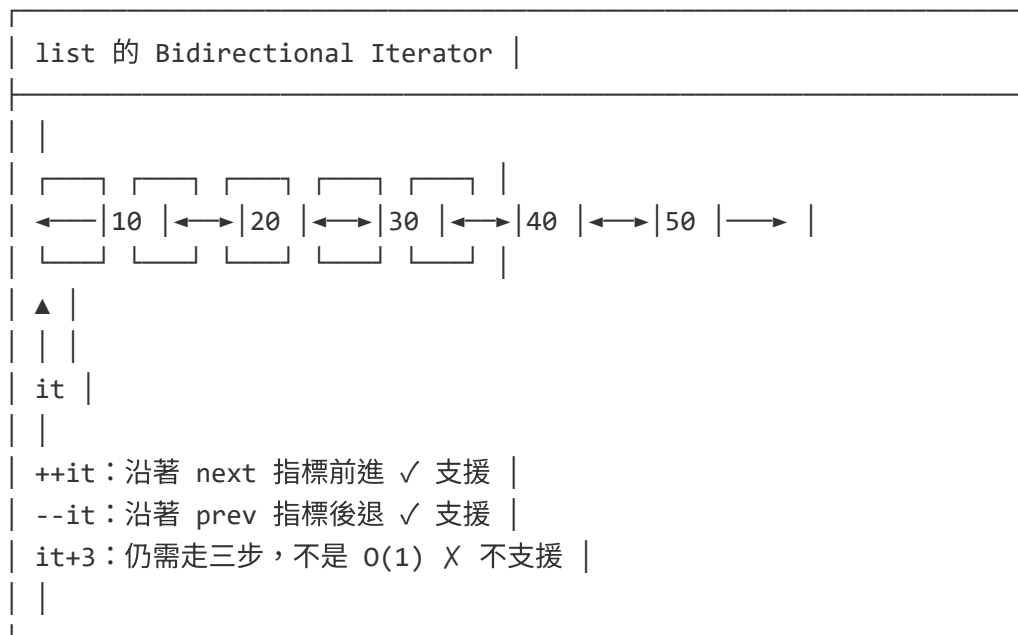 list 的 Bidirectional Iterator
10 20 30 40 50
▲
it
++it：沿著 next 指標前進 ✓ 支援
--it：沿著 prev 指標後退 ✓ 支援
it+3：仍需走三步，不是 O(1) ✗ 不支援